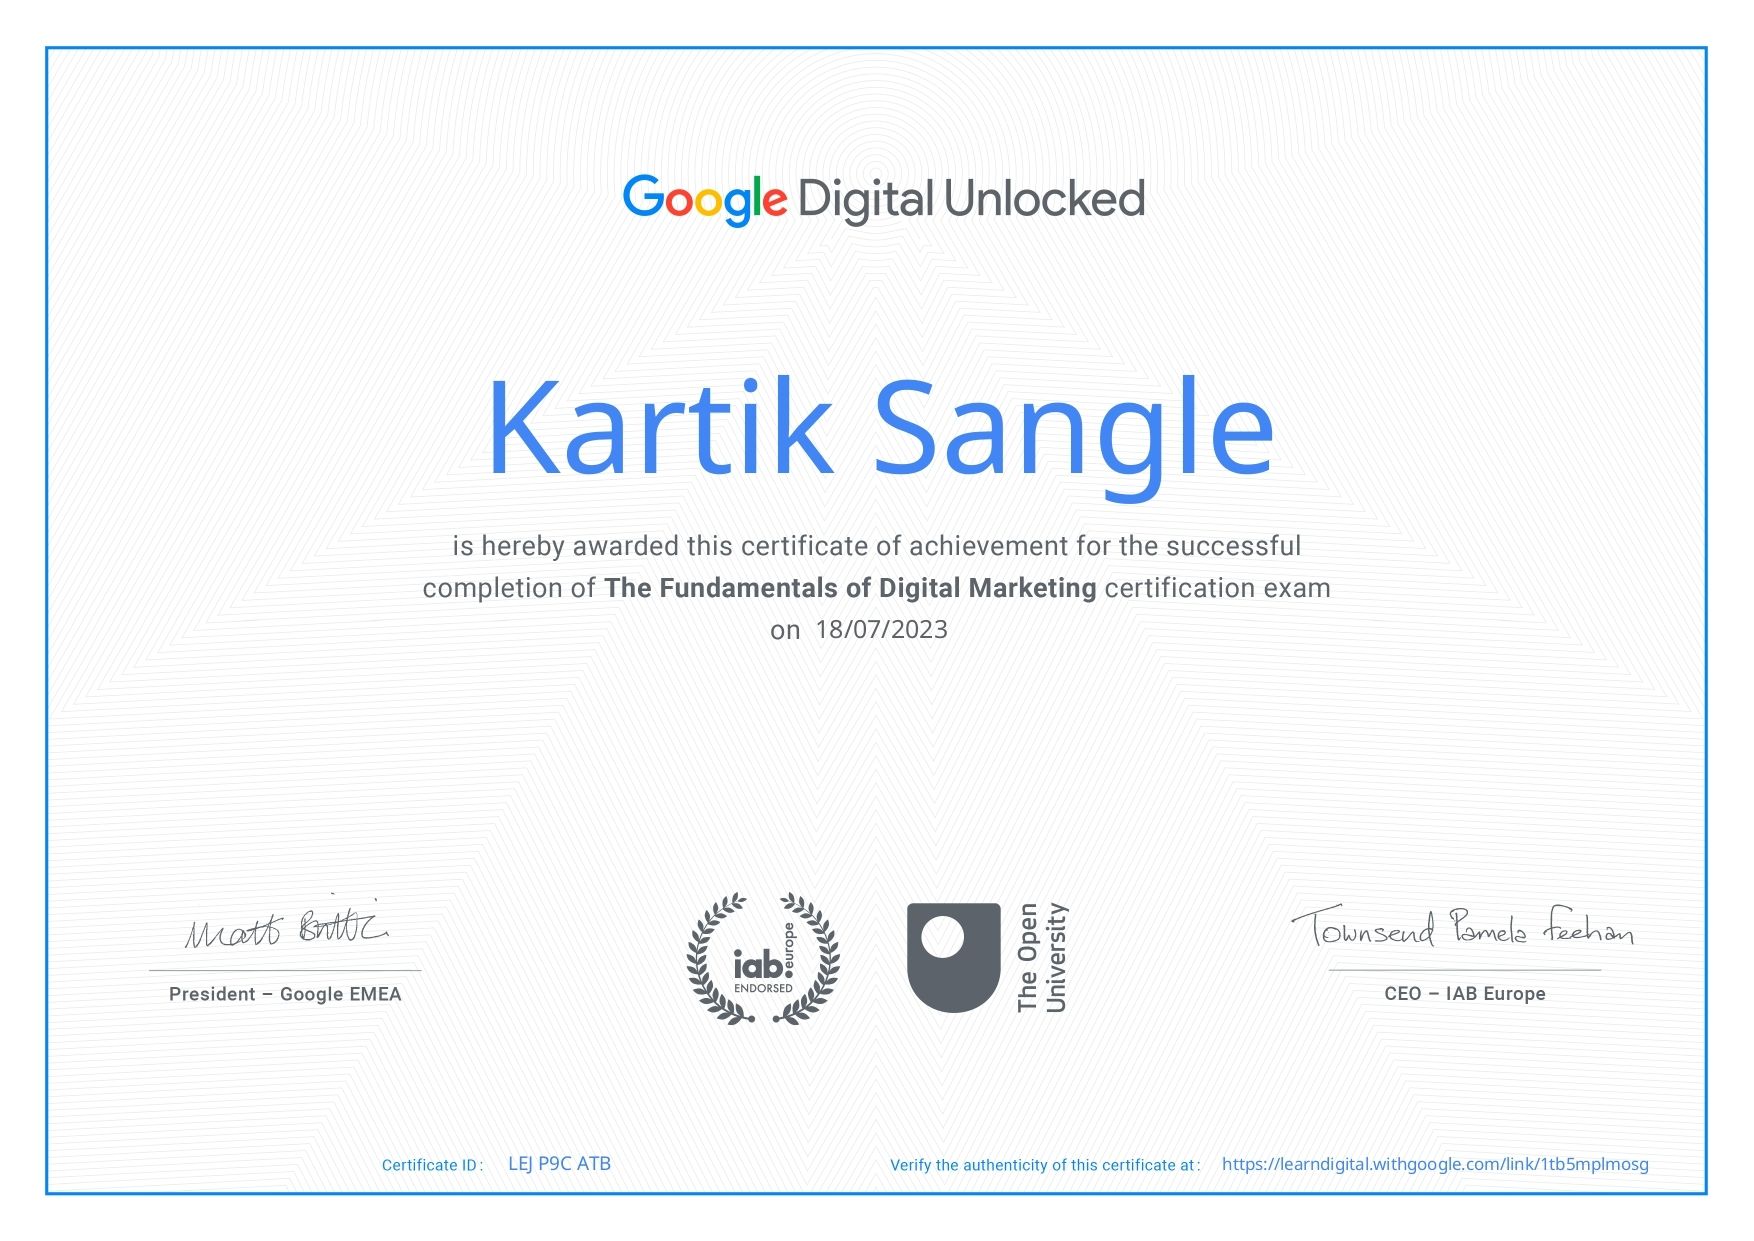 Google Digital Unlocked
Kartik Sangle
is hereby awarded this certificate of achievement for the successful
completion of The Fundamentals of Digital Marketing certification exam
on 18/07/2023
Matt Brittin
President – Google EMEA
iab. europe
ENDORSED
The Open
University
Townsend Pamela Feehan
CEO – IAB Europe
Certificate ID : LEJ P9C ATB
Verify the authenticity of this certificate at : https://learndigital.withgoogle.com/link/1tb5mplmosg